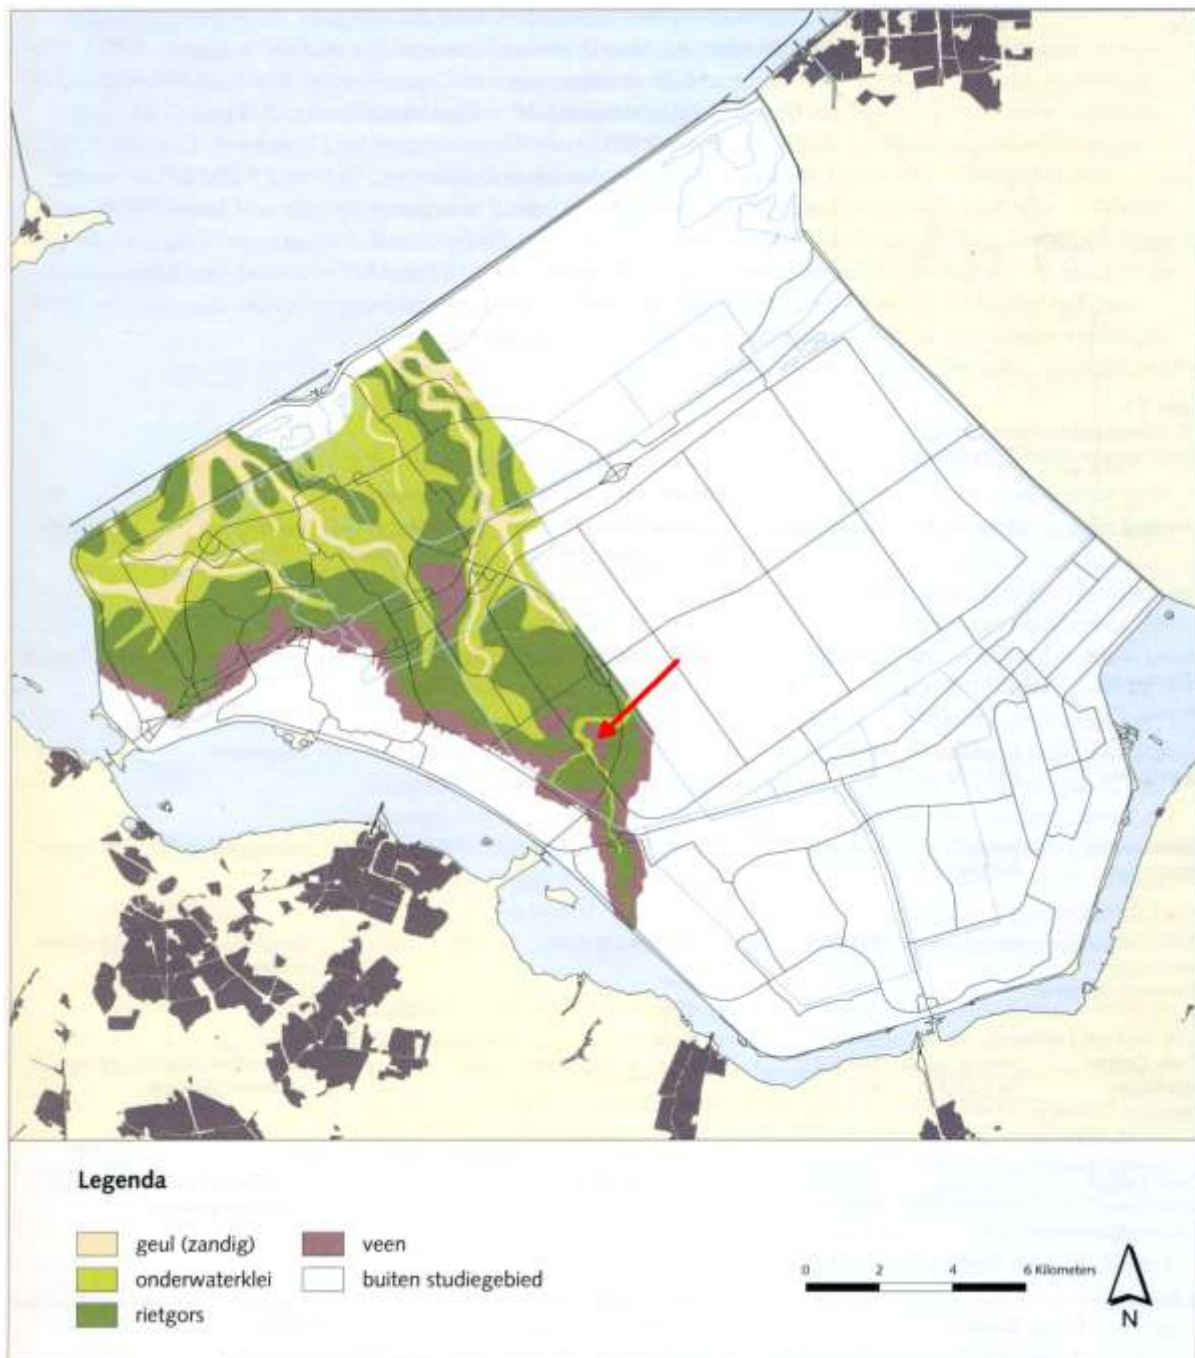 Legenda
geul (zandig)
onderwaterklei
rietgors
veen
buiten studiegebied
0 2 4 6 Kilometers
N